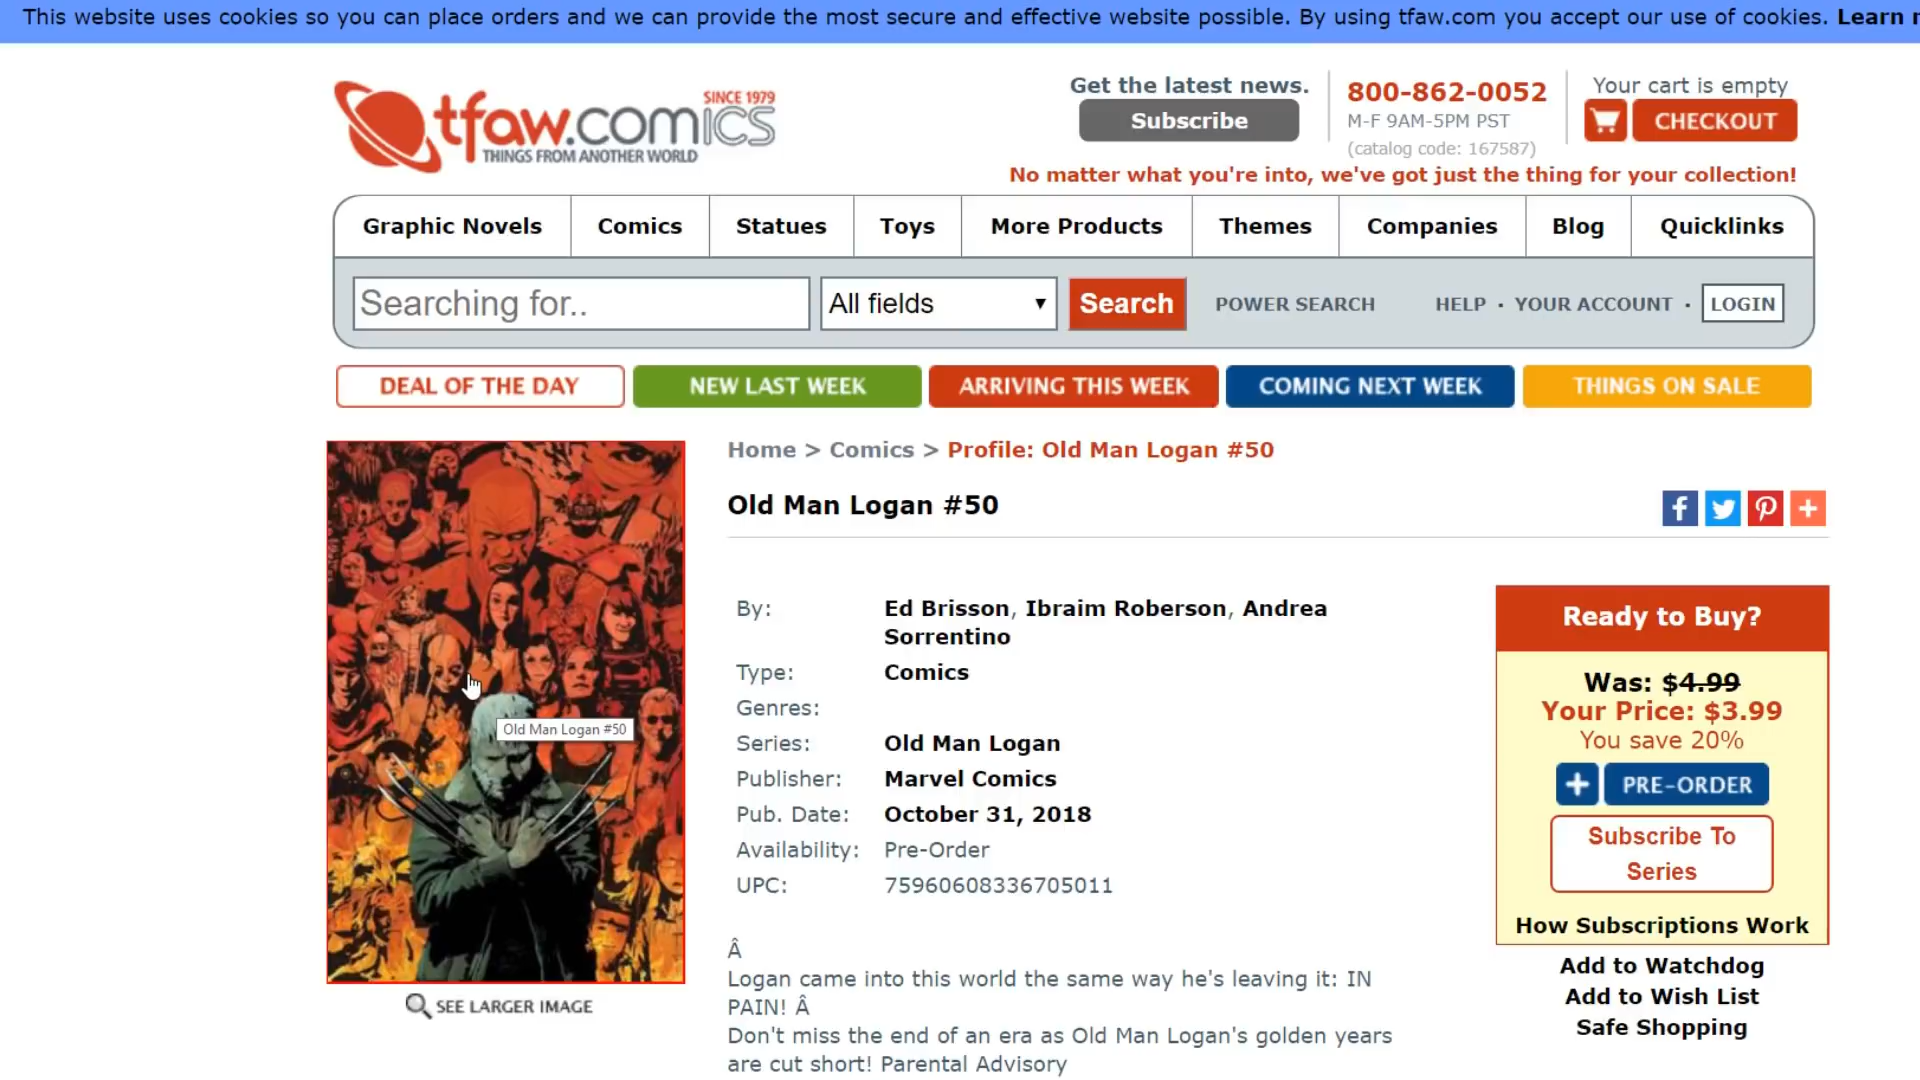 This website uses cookies so you can place orders and we can provide the most secure and effective website possible. By using tfaw.com you accept our use of cookies. Learn
tfaw.comICS
SINCE 1979
THINGS FROM ANOTHER WORLD
Get the latest news.
Subscribe
800-862-0052
M-F 9AM-5PM PST
(catalog code: 167587)
Your cart is empty
CHECKOUT
No matter what you're into, we've got just the thing for your collection!
Graphic Novels Comics Statues Toys More Products Themes Companies Blog Quicklinks
Searching for.. All fields Search POWER SEARCH HELP · YOUR ACCOUNT · LOGIN
DEAL OF THE DAY NEW LAST WEEK ARRIVING THIS WEEK COMING NEXT WEEK THINGS ON SALE
Home > Comics > Profile: Old Man Logan #50
Old Man Logan #50
By: Ed Brisson, Ibraim Roberson, Andrea
Sorrentino
Type: Comics
Genres:
Series: Old Man Logan
Publisher: Marvel Comics
Pub. Date: October 31, 2018
Availability: Pre-Order
UPC: 75960608336705011
Â
Logan came into this world the same way he's leaving it: IN
PAIN! Â
Don't miss the end of an era as Old Man Logan's golden years
are cut short! Parental Advisory
Old Man Logan #50
SEE LARGER IMAGE
Ready to Buy?
Was: $4.99
Your Price: $3.99
You save 20%
+ PRE-ORDER
Subscribe To
Series
How Subscriptions Work
Add to Watchdog
Add to Wish List
Safe Shopping